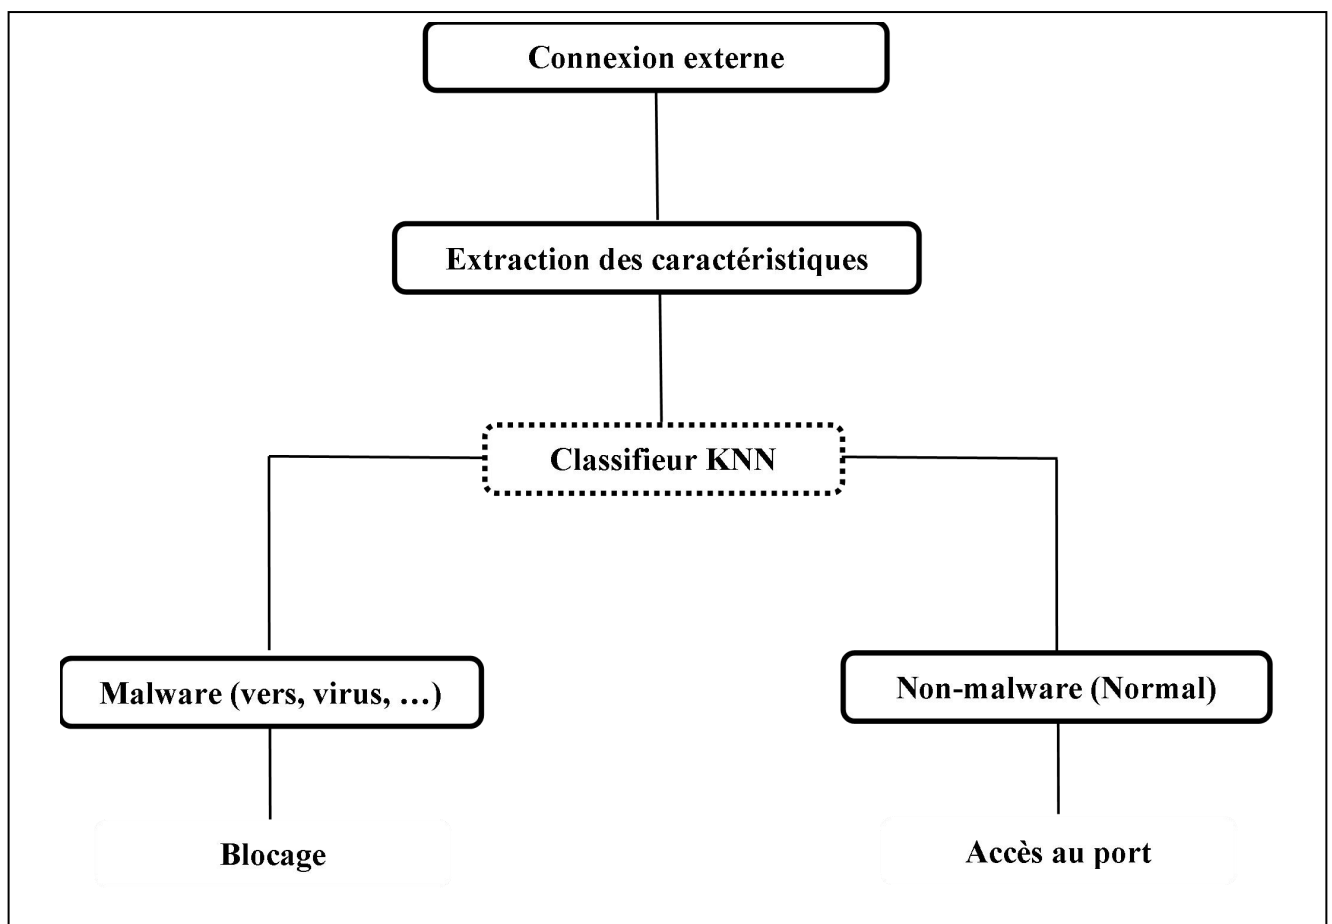 Connexion externe
Extraction des caractéristiques
Classifieur KNN
Malware (vers, virus, …)
Non-malware (Normal)
Blocage
Accès au port